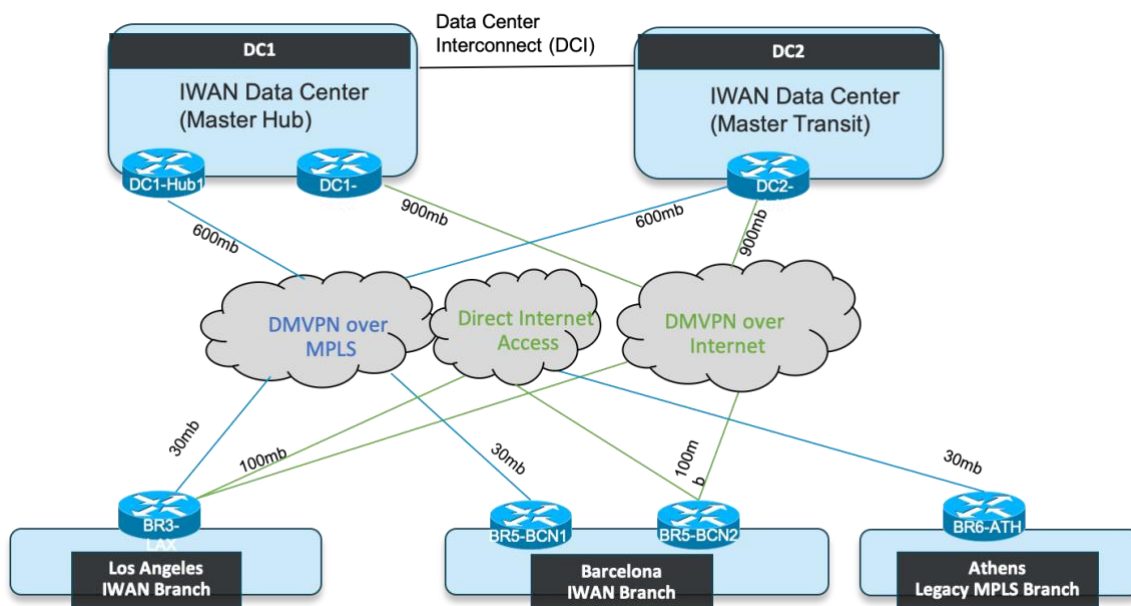 Data Center
Interconnect (DCI)
DC1
DC2
IWAN Data Center
(Master Hub)
IWAN Data Center
(Master Transit)
DC1-Hub1
DC1-
DC2-
600mb
900mb
600mb
900mb
DMVPN over
MPLS
Direct Internet
Access
DMVPN over
Internet
30mb
100mb
30mb
100m
b
30mb
BR3-
LAX
BR5-BCN1
BR5-BCN2
BR6-ATH
Los Angeles
IWAN Branch
Barcelona
IWAN Branch
Athens
Legacy MPLS Branch